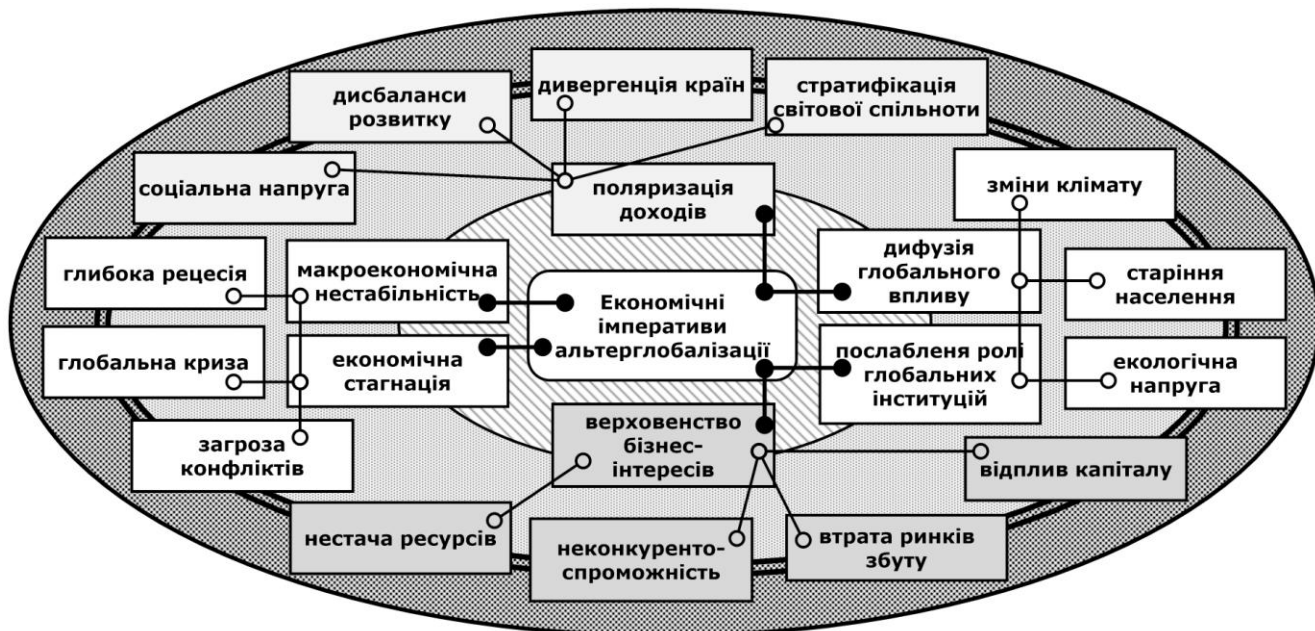 дивергенція країн
стратифікація
світової спільноти
дисбаланси
розвитку
соціальна напруга
поляризація
доходів
зміни клімату
глибока рецесія
макроекономічна
нестабільність
Економічні
імперативи
альтерглобалізації
дифузія
глобального
впливу
старіння
населення
глобальна криза
економічна
стагнація
послабленя ролі
глобальних
інституцій
екологічна
напруга
загроза
конфліктів
верховенство
бізнес-
інтересів
відплив капіталу
нестача ресурсів
неконкуренто-
спроможність
втрата ринків
збуту